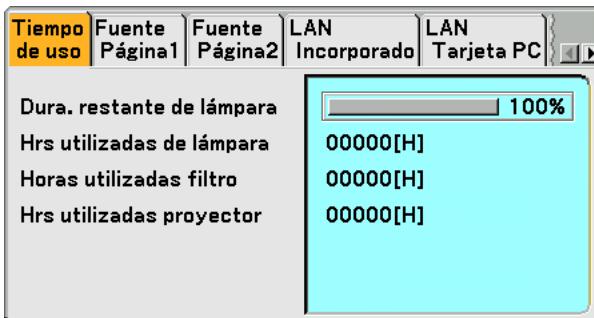 Tiempo de uso
Fuente Página1
Fuente Página2
LAN Incorporado
LAN Tarjeta PC
Dura. restante de lámpara 100%
Hrs utilizadas de lámpara 00000[H]
Horas utilizadas filtro 00000[H]
Hrs utilizadas proyector 00000[H]